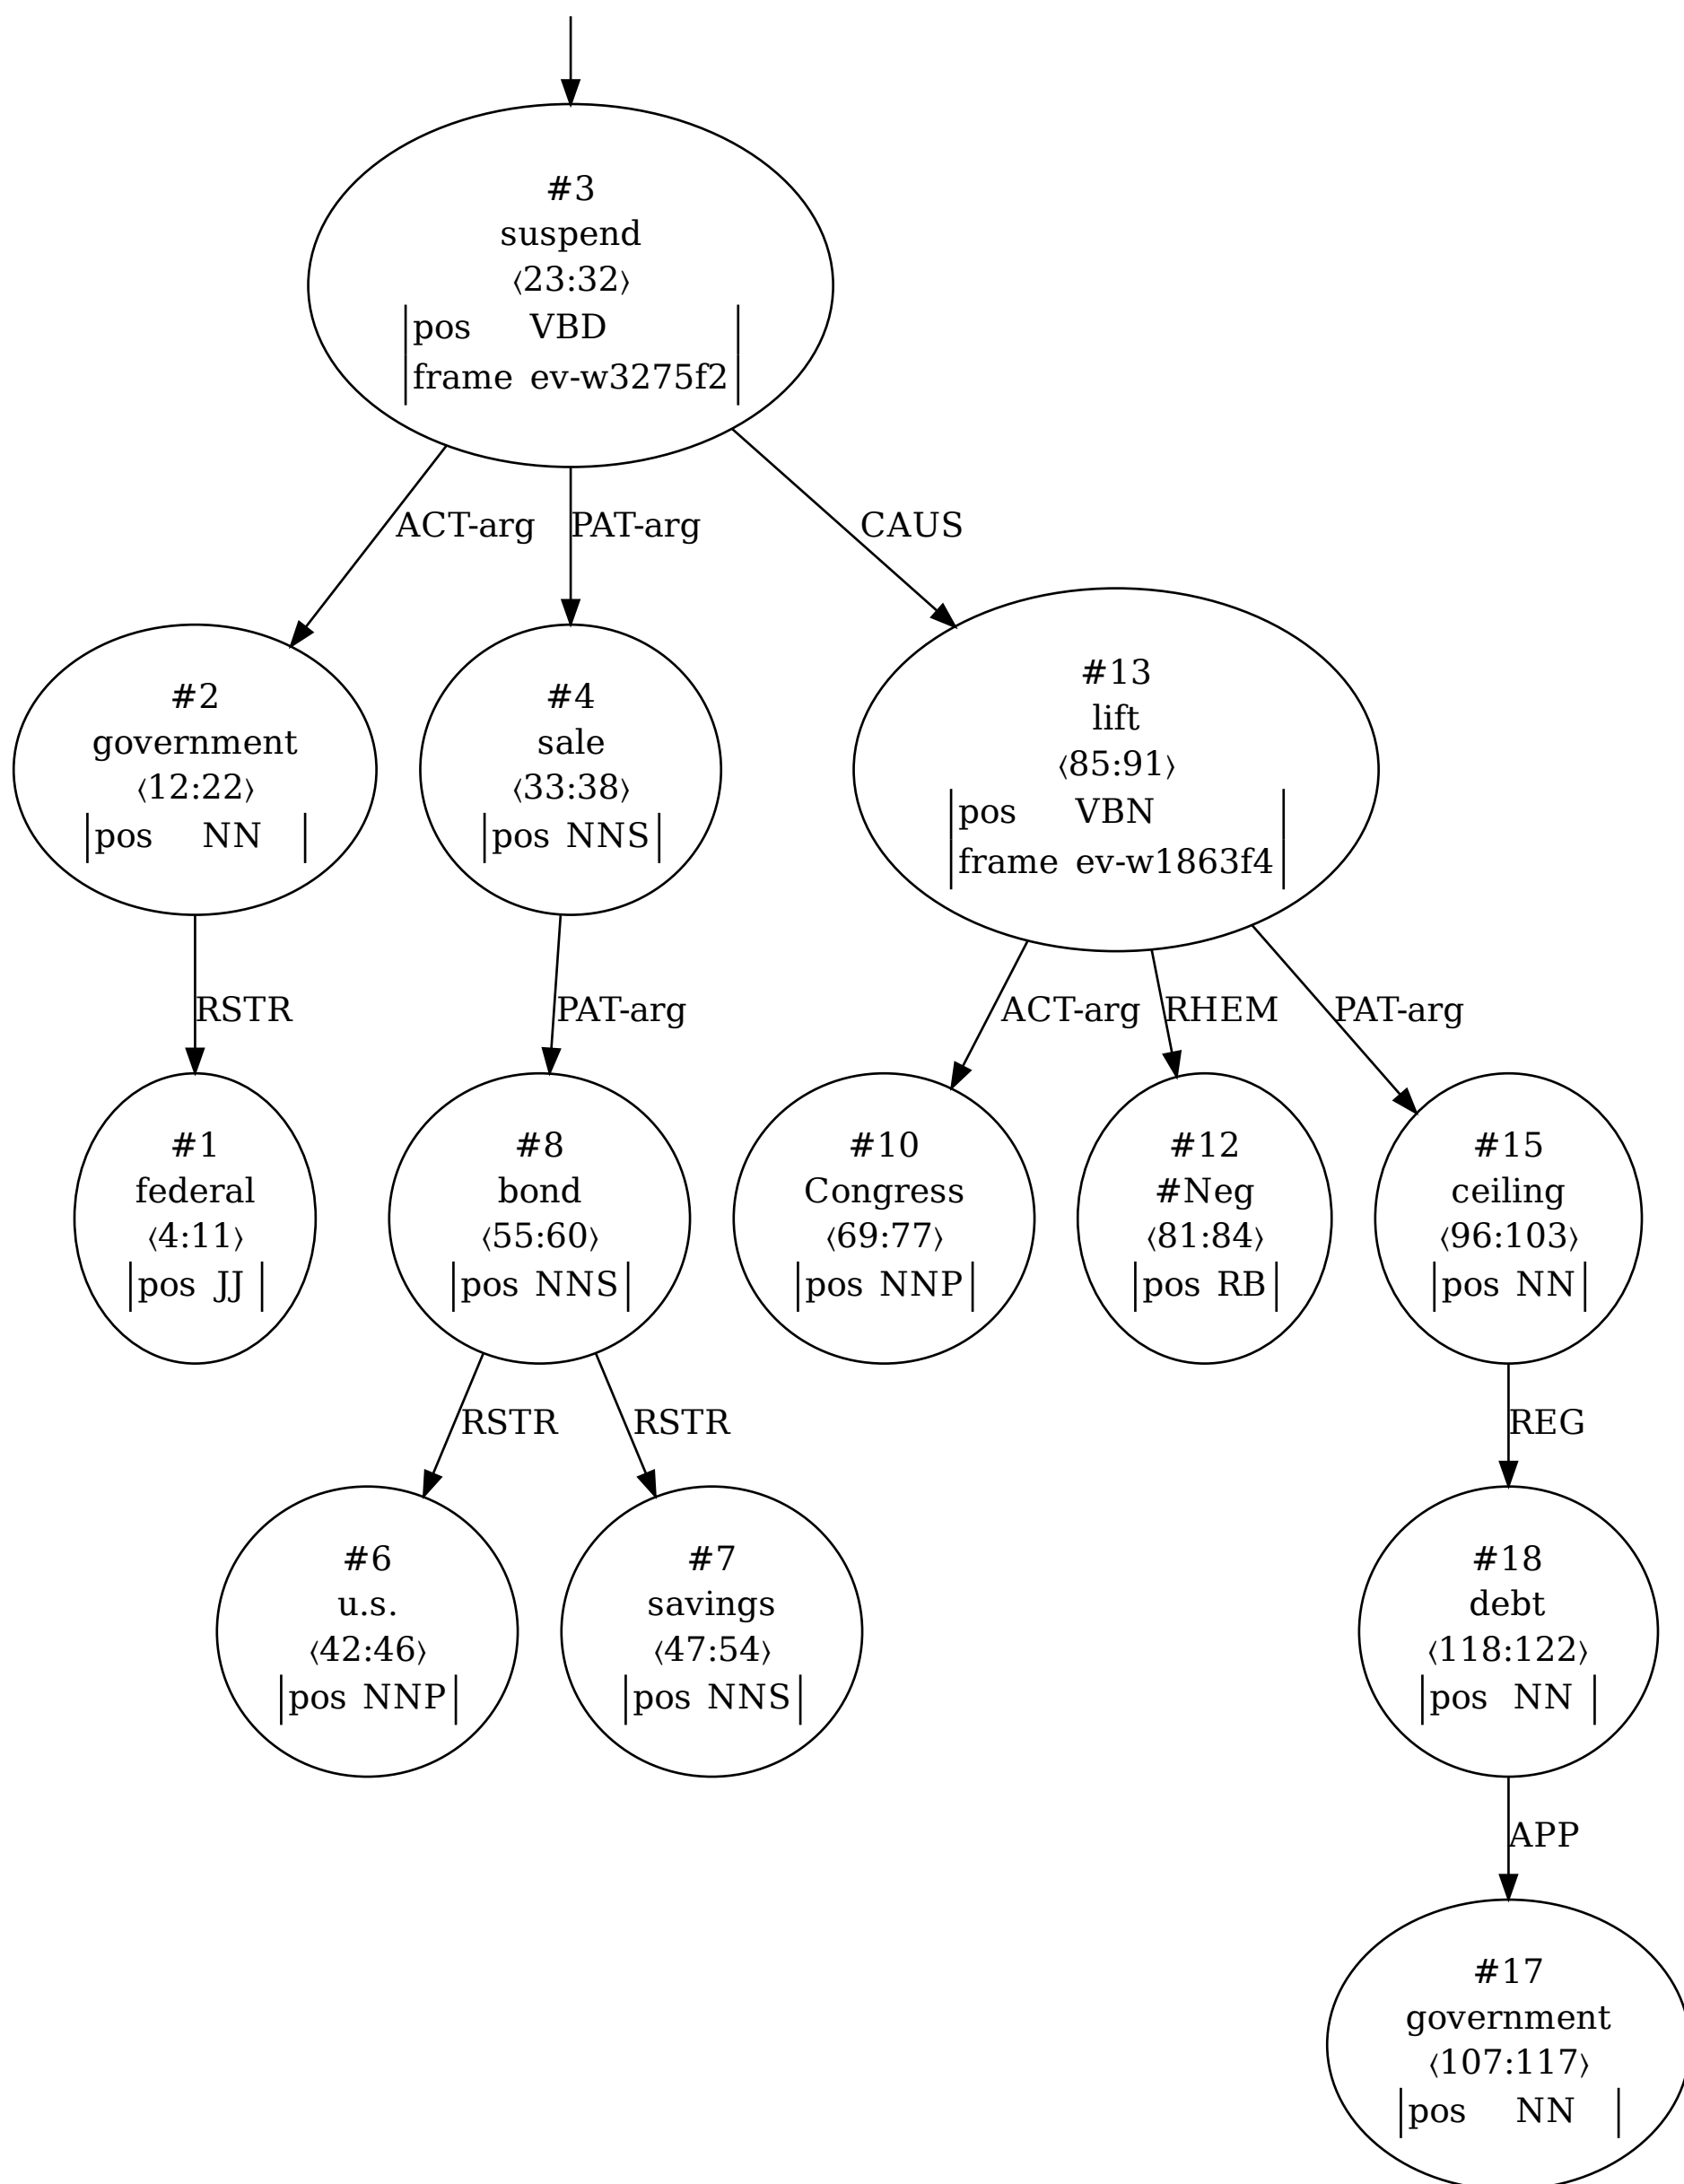 #3
suspend
⟨23:32⟩
pos VBD
frame ev-w3275f2
ACT-arg
PAT-arg
CAUS
#2
government
⟨12:22⟩
pos NN
#4
sale
⟨33:38⟩
pos NNS
#13
lift
⟨85:91⟩
pos VBN
frame ev-w1863f4
RSTR
PAT-arg
ACT-arg
RHEM
PAT-arg
#1
federal
⟨4:11⟩
pos JJ
#8
bond
⟨55:60⟩
pos NNS
#10
Congress
⟨69:77⟩
pos NNP
#12
#Neg
⟨81:84⟩
pos RB
#15
ceiling
⟨96:103⟩
pos NN
RSTR
RSTR
REG
#6
u.s.
⟨42:46⟩
pos NNP
#7
savings
⟨47:54⟩
pos NNS
#18
debt
⟨118:122⟩
pos NN
APP
#17
government
⟨107:117⟩
pos NN